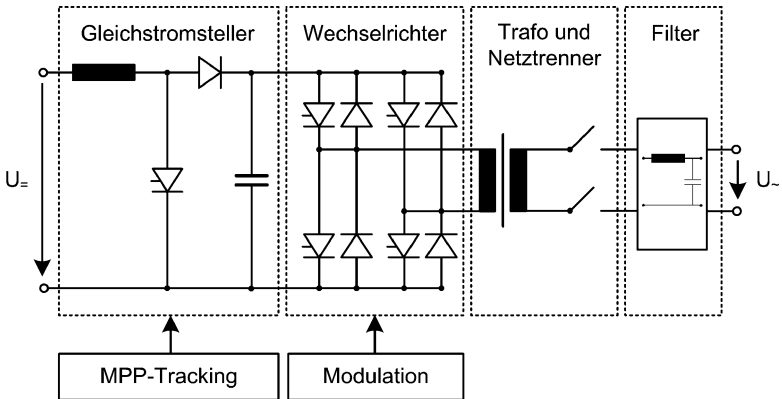 Gleichstromsteller
Wechselrichter
Trafo und
Netztrenner
Filter
U=
U~
MPP-Tracking
Modulation